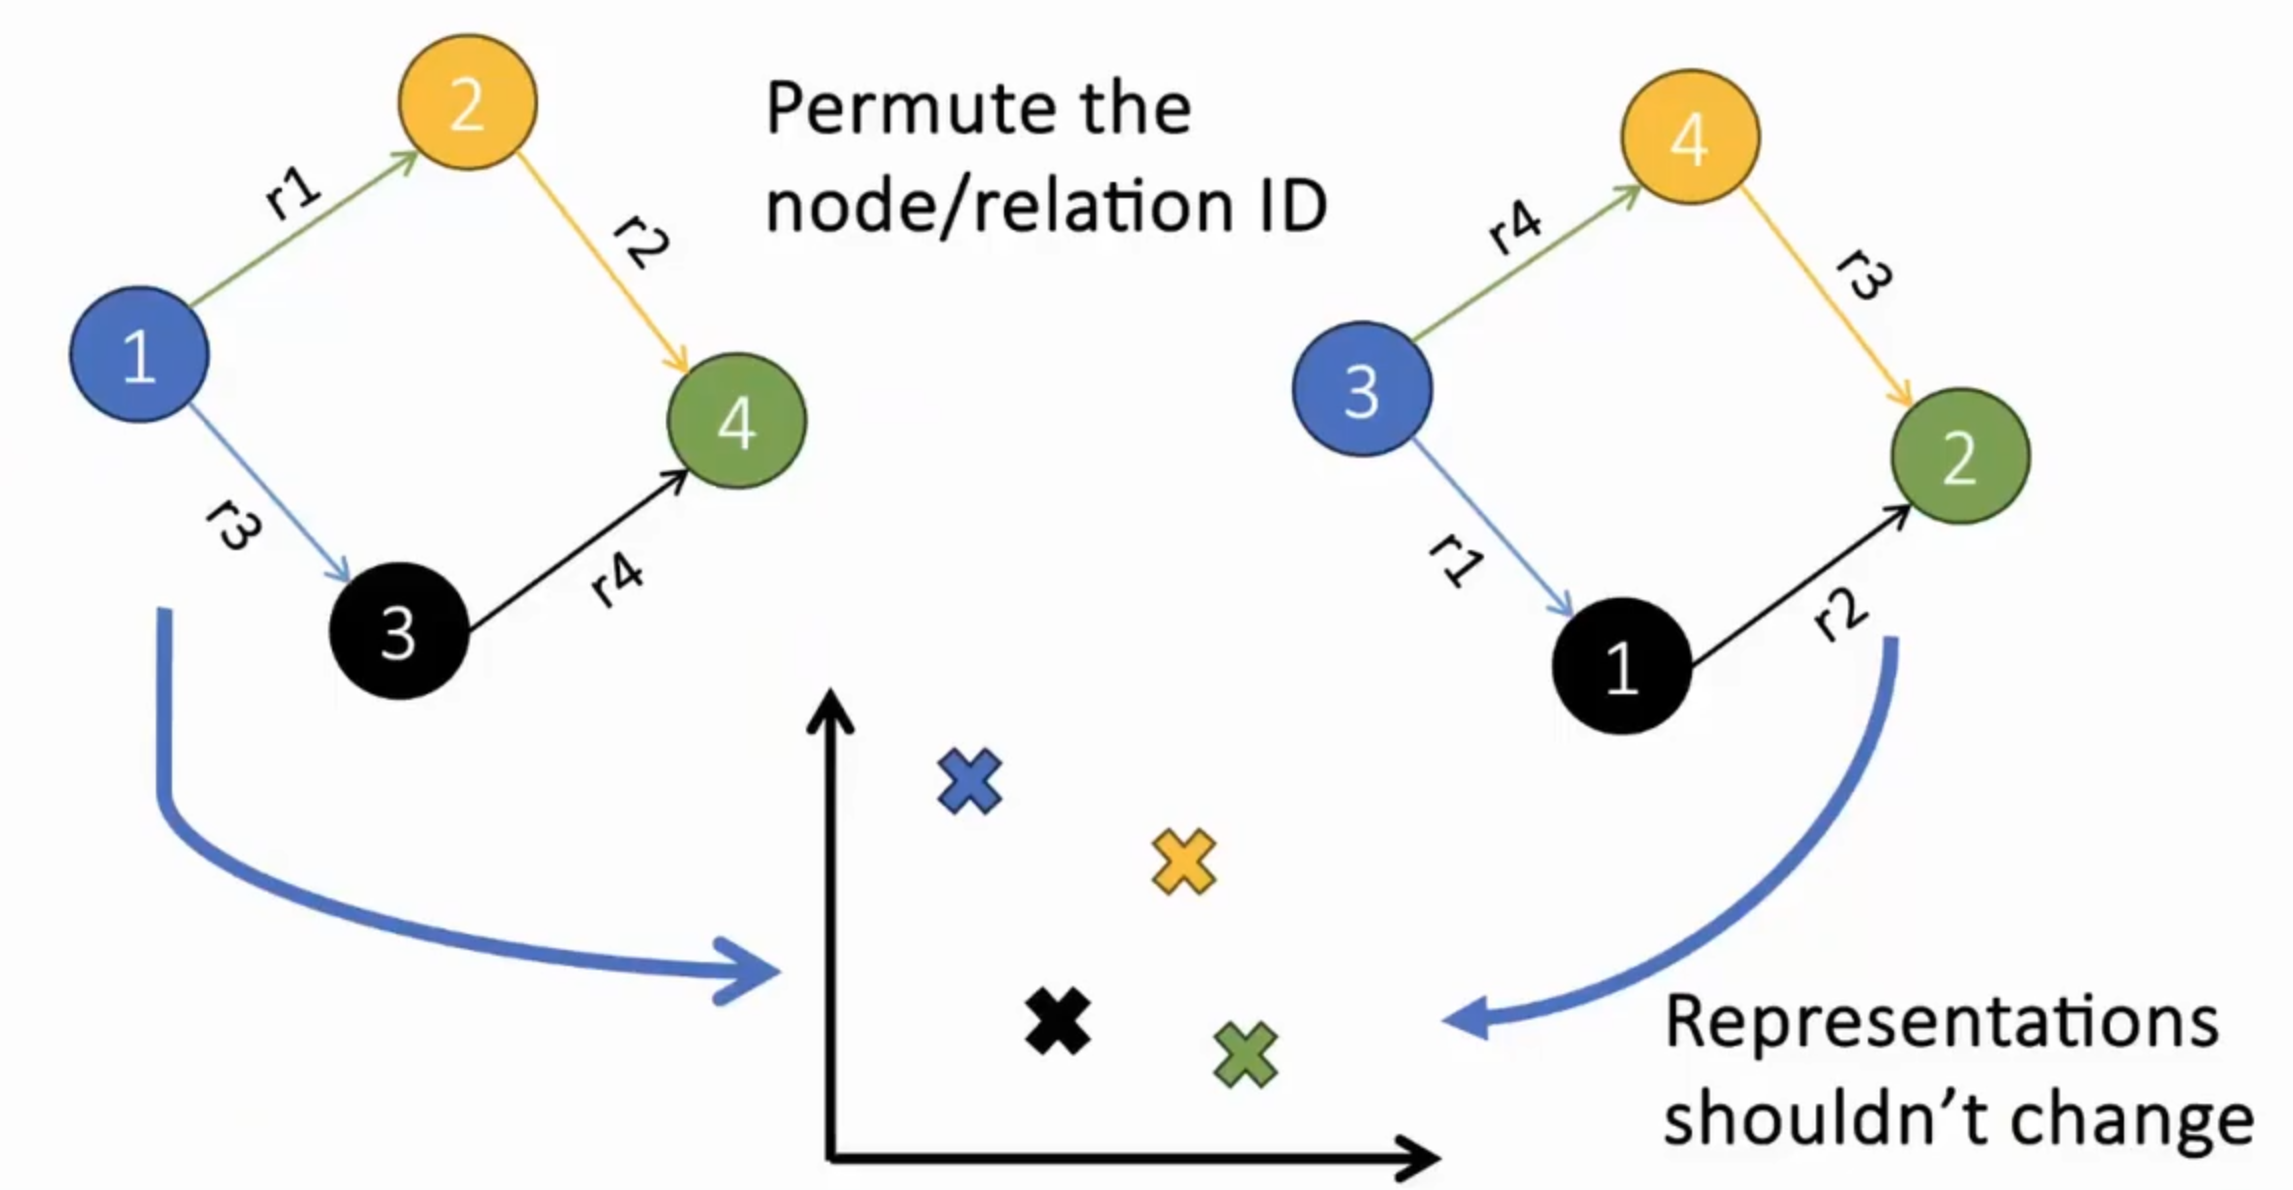 2
Permute the
node/relation ID
4
r1
r2
r4
r3
1
3
4
2
r3
r4
r1
r2
3
1
Representations
shouldn't change